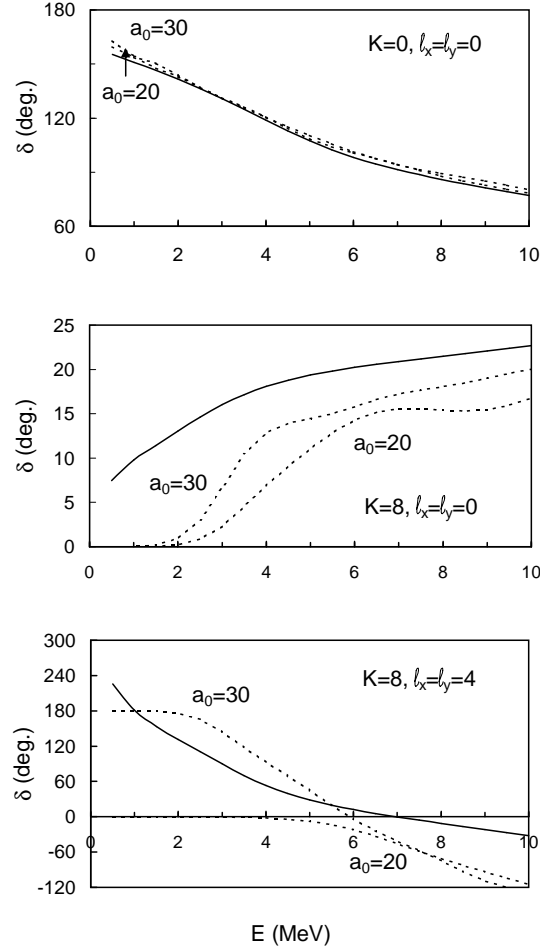 180
120
60
δ (deg.)
a₀=30
a₀=20
K=0, ℓₓ=ℓᵧ=0
0 2 4 6 8 10
25
20
15
10
5
0
δ (deg.)
a₀=30
a₀=20
K=8, ℓₓ=ℓᵧ=0
0 2 4 6 8 10
300
240
180
120
60
0
-60
-120
δ (deg.)
a₀=30
a₀=20
K=8, ℓₓ=ℓᵧ=4
0 2 4 6 8 10
E (MeV)